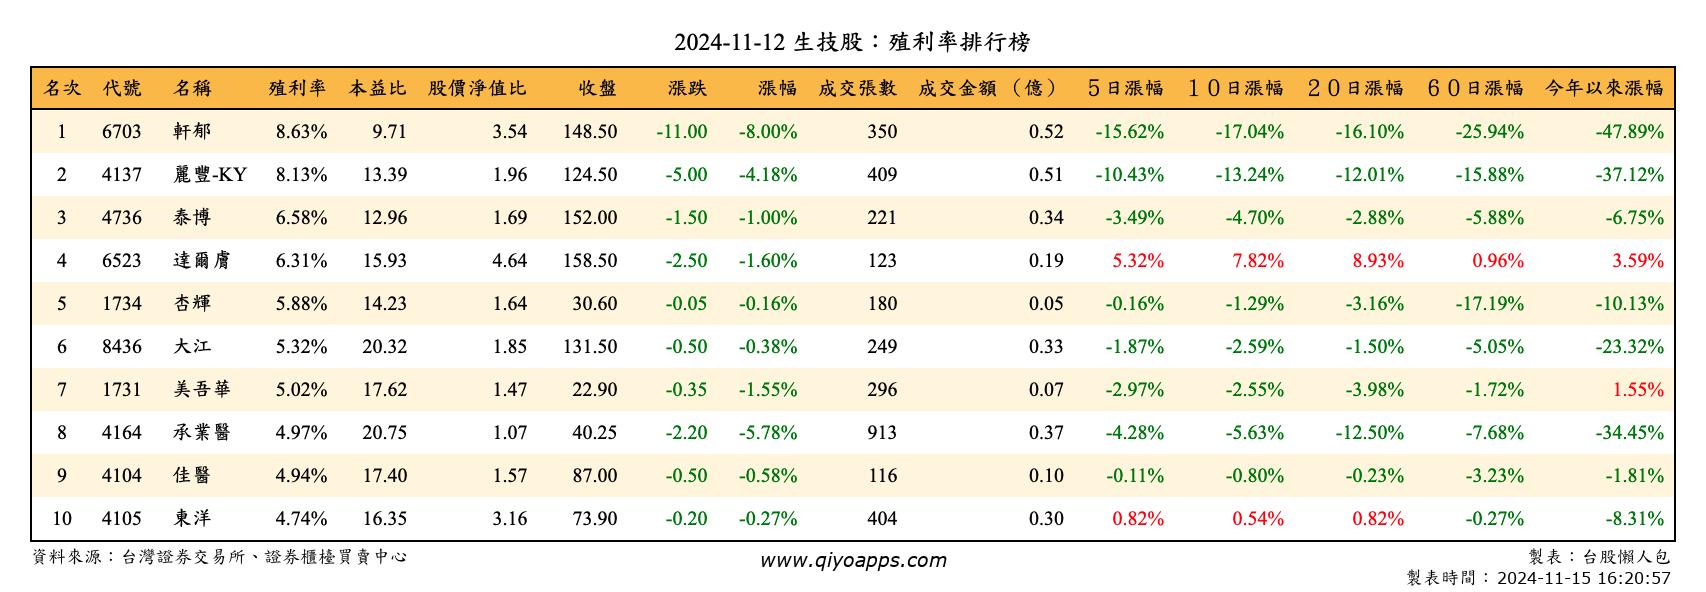 2024-11-12 生技股：殖利率排行榜
名次 代號 名稱 殖利率 本益比 股價淨值比 收盤 漲跌 漲幅 成交張數 成交金額（億） ５日漲幅 １０日漲幅 ２０日漲幅 ６０日漲幅 今年以來漲幅
1 6703 軒郁 8.63% 9.71 3.54 148.50 -11.00 -8.00% 350 0.52 -15.62% -17.04% -16.10% -25.94% -47.89%
2 4137 麗豐-KY 8.13% 13.39 1.96 124.50 -5.00 -4.18% 409 0.51 -10.43% -13.24% -12.01% -15.88% -37.12%
3 4736 泰博 6.58% 12.96 1.69 152.00 -1.50 -1.00% 221 0.34 -3.49% -4.70% -2.88% -5.88% -6.75%
4 6523 達爾膚 6.31% 15.93 4.64 158.50 -2.50 -1.60% 123 0.19 5.32% 7.82% 8.93% 0.96% 3.59%
5 1734 杏輝 5.88% 14.23 1.64 30.60 -0.05 -0.16% 180 0.05 -0.16% -1.29% -3.16% -17.19% -10.13%
6 8436 大江 5.32% 20.32 1.85 131.50 -0.50 -0.38% 249 0.33 -1.87% -2.59% -1.50% -5.05% -23.32%
7 1731 美吾華 5.02% 17.62 1.47 22.90 -0.35 -1.55% 296 0.07 -2.97% -2.55% -3.98% -1.72% 1.55%
8 4164 承業醫 4.97% 20.75 1.07 40.25 -2.20 -5.78% 913 0.37 -4.28% -5.63% -12.50% -7.68% -34.45%
9 4104 佳醫 4.94% 17.40 1.57 87.00 -0.50 -0.58% 116 0.10 -0.11% -0.80% -0.23% -3.23% -1.81%
10 4105 東洋 4.74% 16.35 3.16 73.90 -0.20 -0.27% 404 0.30 0.82% 0.54% 0.82% -0.27% -8.31%
資料來源：台灣證券交易所、證券櫃檯買賣中心 www.qiyoapps.com 製表：台股懶人包
製表時間：2024-11-15 16:20:57